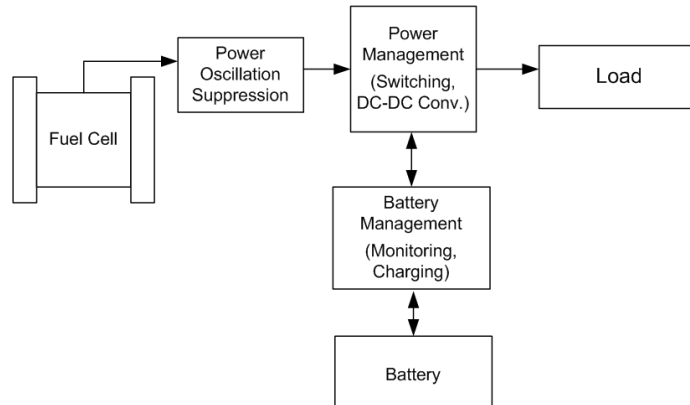 Fuel Cell
Power
Oscillation
Suppression
Power
Management
(Switching,
DC-DC Conv.)
Load
Battery
Management
(Monitoring,
Charging)
Battery